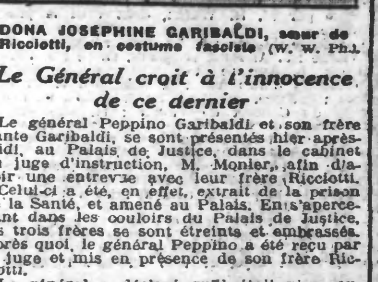 DONA JOSEPHINE GARIBALDI, sœur de
Ricciotti, en costume fasciste (W. W. Ph.).
Le Général croit à l'innocence
de ce dernier
Le général Peppino Garibaldi et son frère
ante Garibaldi, se sont présentés hier après-
idi, au Palais de Justice, dans le cabinet
juge d'instruction, M. Monier, afin d'a-
oir une entrevue avec leur frère Ricciotti.
Celui-ci a été, en effet, extrait de la prison
la Santé, et amené au Palais. En s'aperce-
ant dans les couloirs du Palais de Justice,
s trois frères se sont étreints et embrassés.
près quoi, le général Peppino a été reçu par
juge et mis en présence de son frère Ric-
otti.